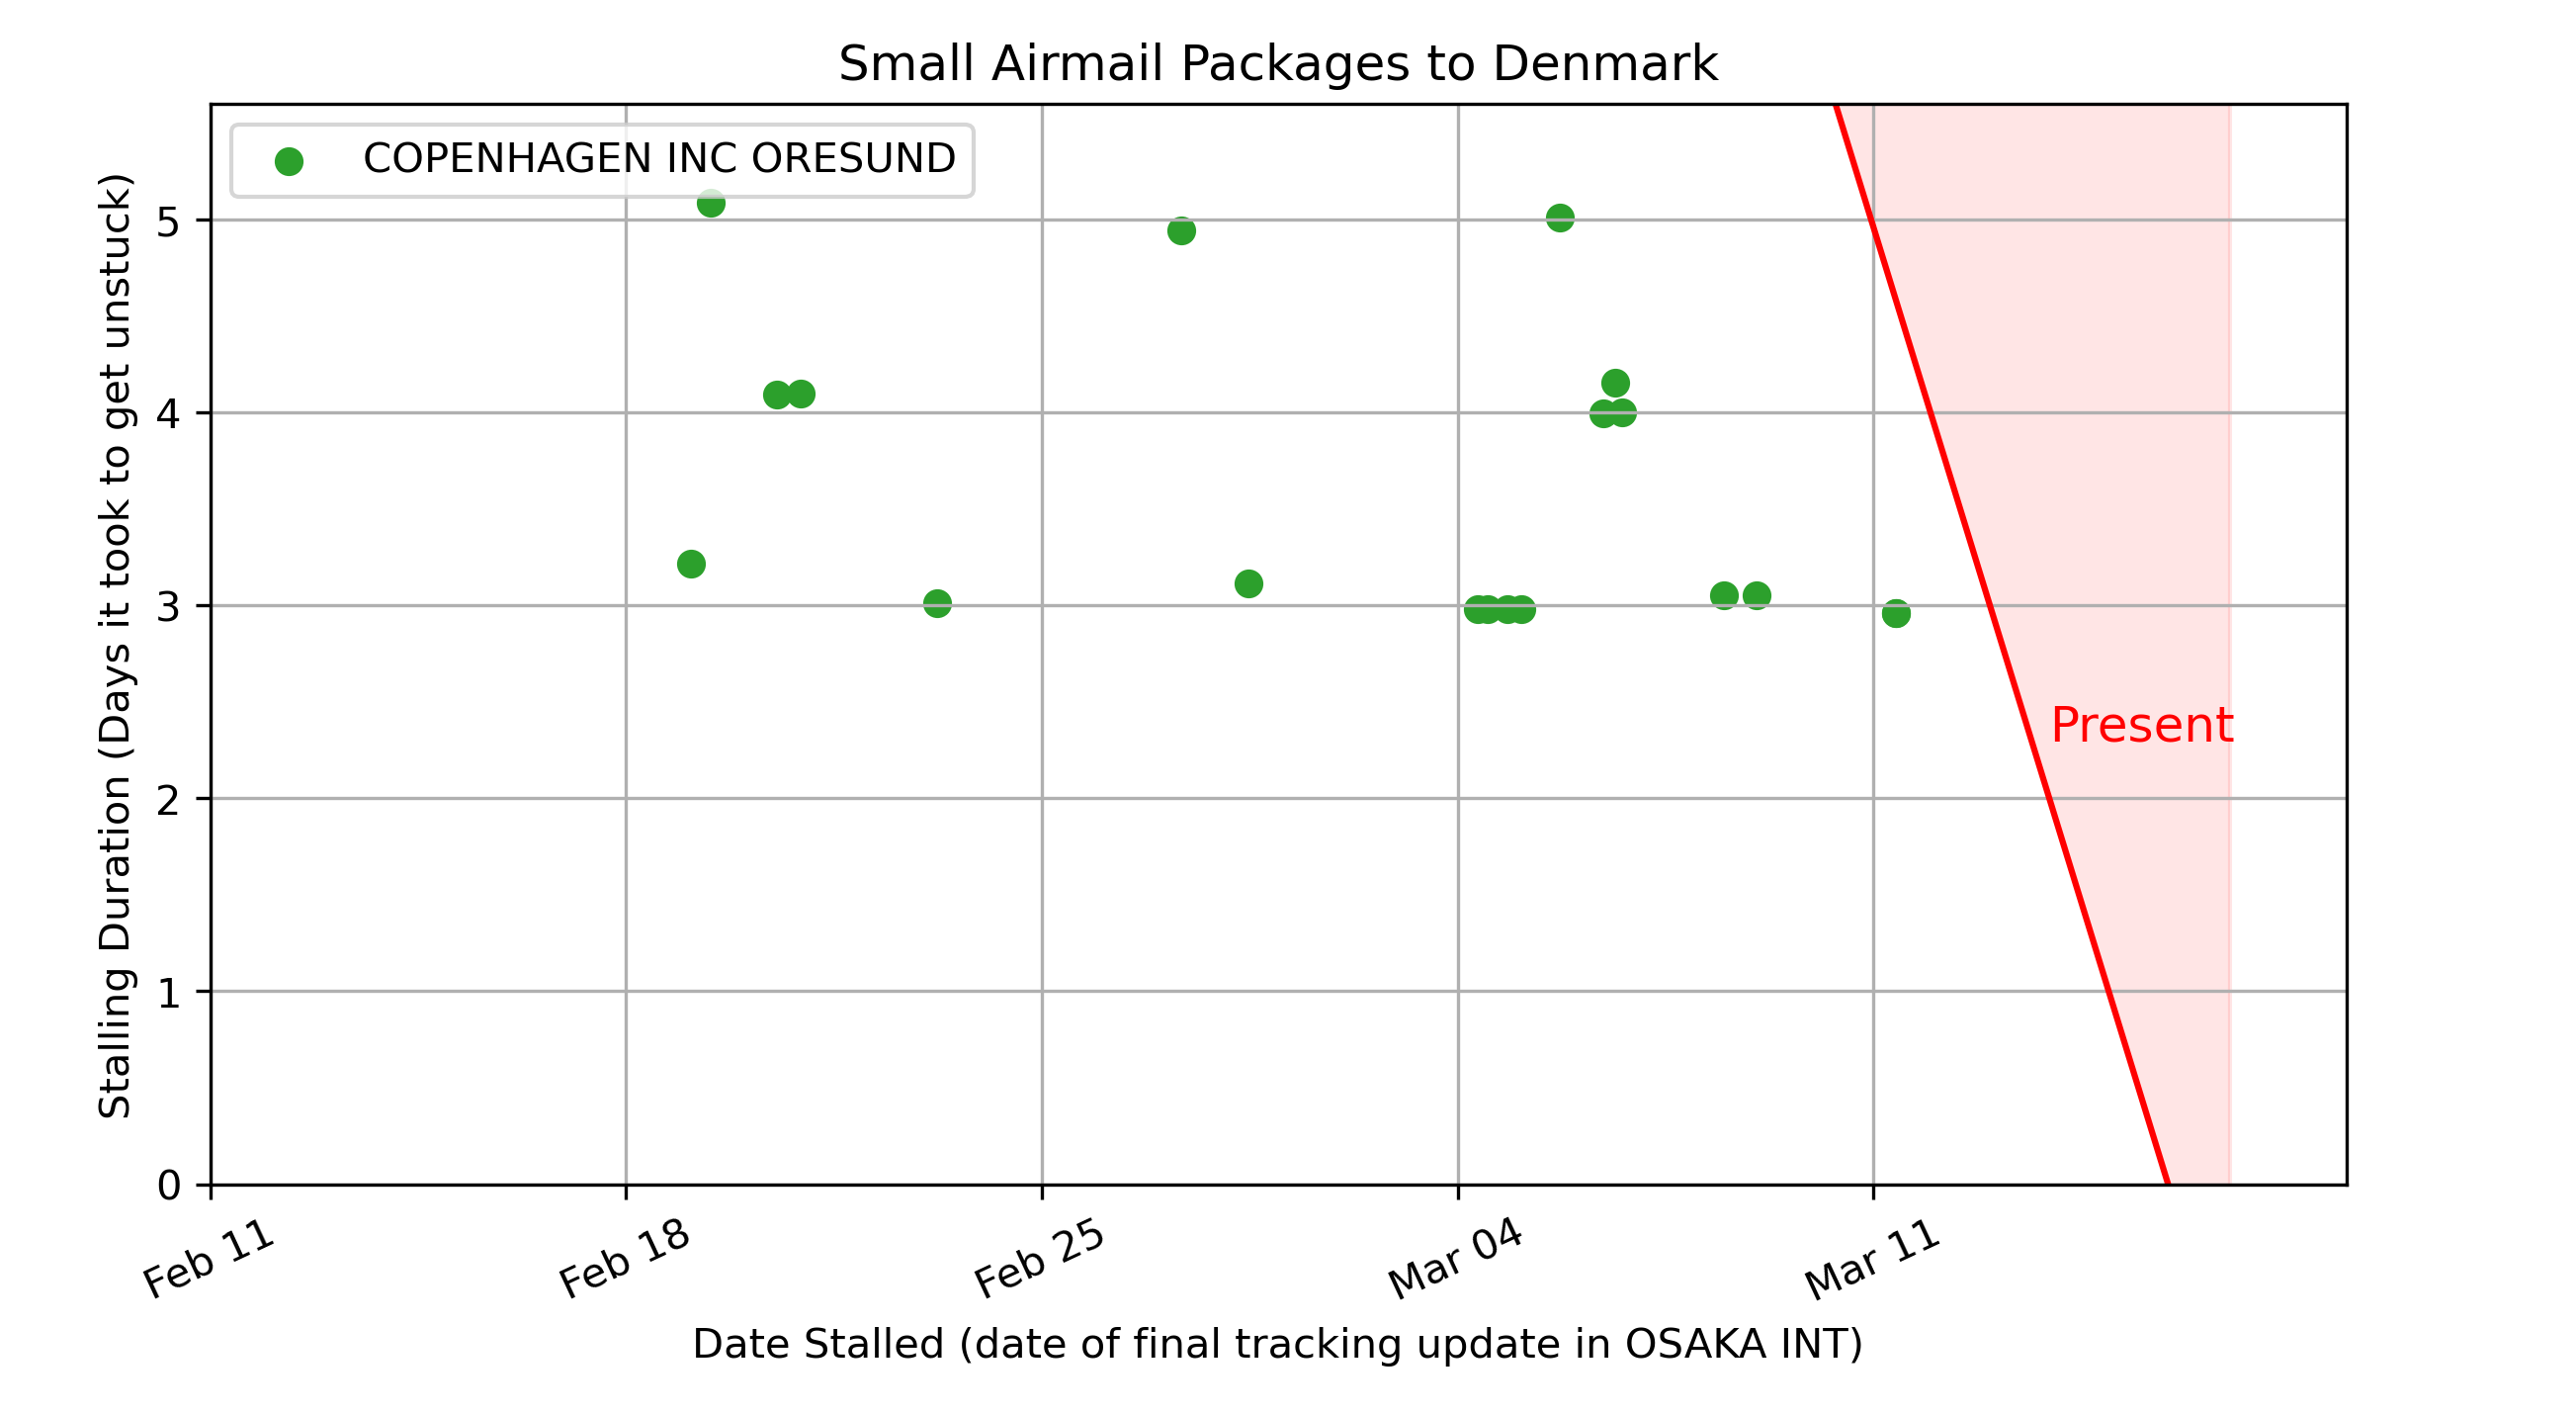 Small Airmail Packages to Denmark
COPENHAGEN INC ORESUND
Stalling Duration (Days it took to get unstuck)
5
4
3
2
1
0
Present
Feb 11
Feb 18
Feb 25
Mar 04
Mar 11
Date Stalled (date of final tracking update in OSAKA INT)